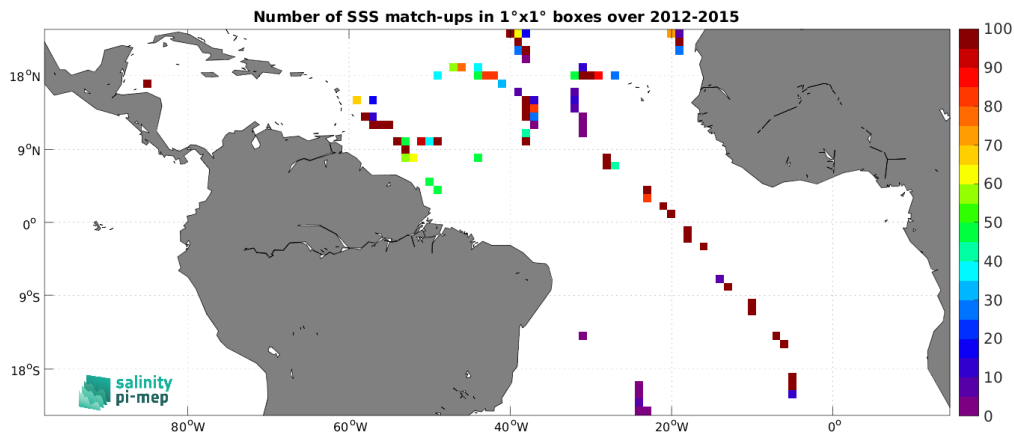 Number of SSS match-ups in 1°x1° boxes over 2012-2015
100
90
80
70
60
50
40
30
20
10
0
18°N
9°N
0°
9°S
18°S
80°W
60°W
40°W
20°W
0°
salinity
pi-mep